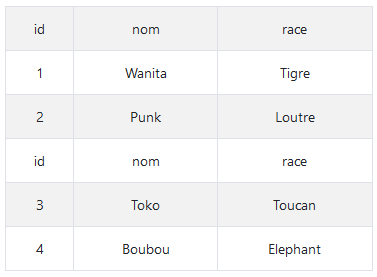 id nom race
1 Wanita Tigre
2 Punk Loutre
id nom race
3 Toko Toucan
4 Boubou Elephant